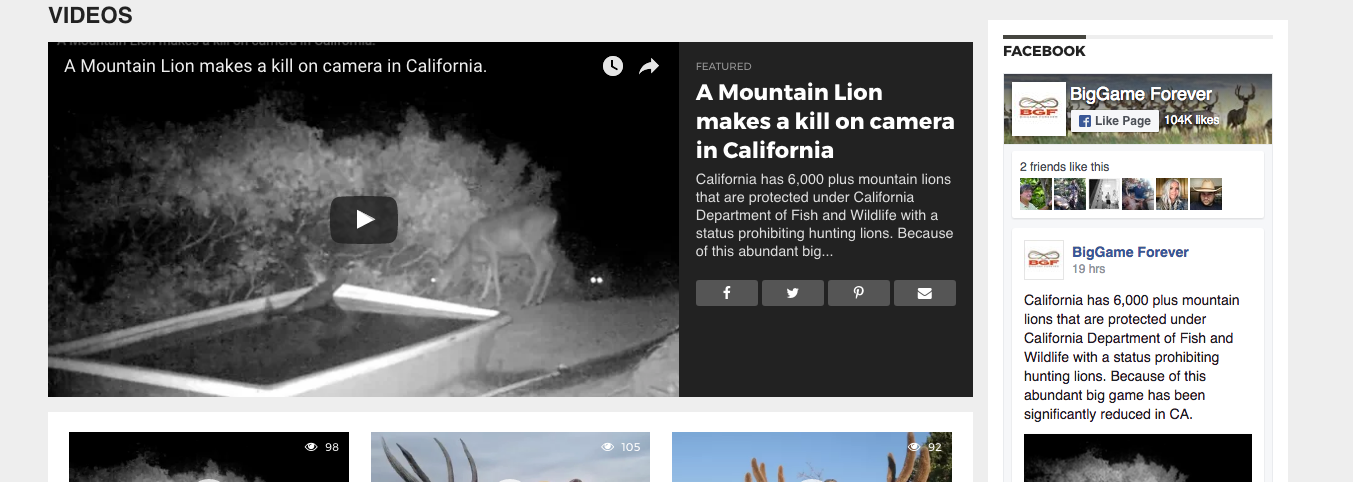 VIDEOS
A Mountain Lion makes a kill on camera in California.
A Mountain Lion makes a kill on camera in California.
FEATURED
A Mountain Lion
makes a kill on camera
in California
California has 6,000 plus mountain lions
that are protected under California
Department of Fish and Wildlife with a
status prohibiting hunting lions. Because
of this abundant big...
98
105
92
FACEBOOK
BGF
BigGame Forever
Like Page
104K likes
2 friends like this
BGF
BigGame Forever
19 hrs
California has 6,000 plus mountain
lions that are protected under
California Department of Fish and
Wildlife with a status prohibiting
hunting lions. Because of this
abundant big game has been
significantly reduced in CA.